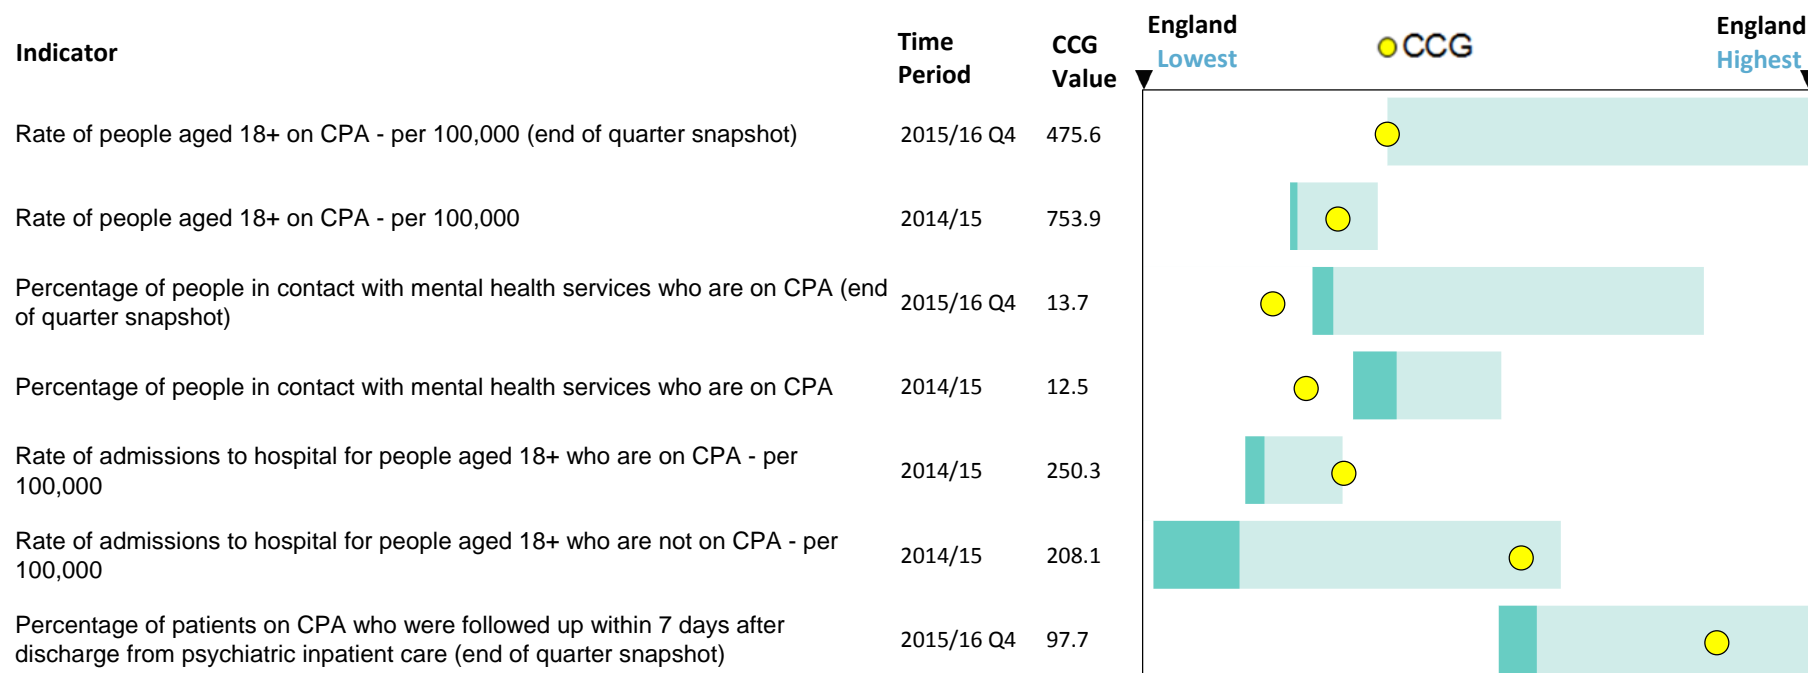 Indicator
Time Period
CCG Value
England Lowest
CCG
England Highest
Rate of people aged 18+ on CPA - per 100,000 (end of quarter snapshot)
2015/16 Q4
475.6
Rate of people aged 18+ on CPA - per 100,000
2014/15
753.9
Percentage of people in contact with mental health services who are on CPA (end
of quarter snapshot)
2015/16 Q4
13.7
Percentage of people in contact with mental health services who are on CPA
2014/15
12.5
Rate of admissions to hospital for people aged 18+ who are on CPA - per
100,000
2014/15
250.3
Rate of admissions to hospital for people aged 18+ who are not on CPA - per
100,000
2014/15
208.1
Percentage of patients on CPA who were followed up within 7 days after
discharge from psychiatric inpatient care (end of quarter snapshot)
2015/16 Q4
97.7